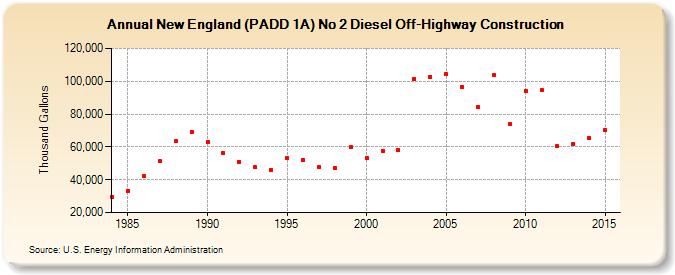 Annual New England (PADD 1A) No 2 Diesel Off-Highway Construction
Thousand Gallons
120,000
100,000
80,000
60,000
40,000
20,000
1985 1990 1995 2000 2005 2010 2015
Source: U.S. Energy Information Administration